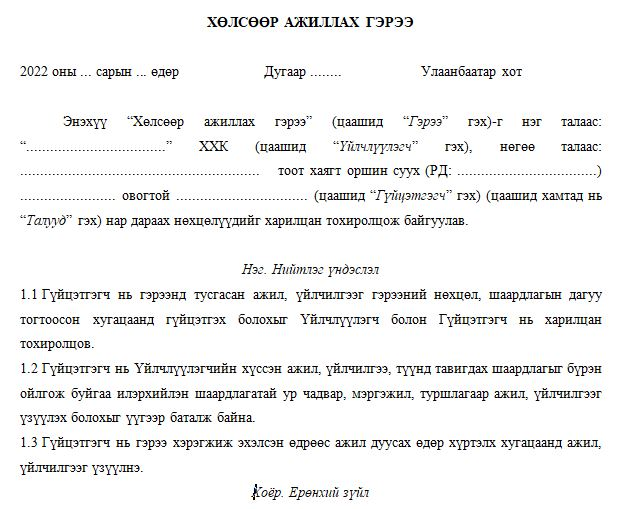 ХӨЛСӨӨР АЖИЛЛАХ ГЭРЭЭ
2022 оны ... сарын ... өдөр Дугаар ........ Улаанбаатар хот
Энэхүү “Хөлсөөр ажиллах гэрээ” (цаашид “Гэрээ” гэх)-г нэг талаас:
“...................................” ХХК (цаашид “Үйлчлүүлэгч” гэх), нөгөө талаас:
............................................................ тоот хаягт оршин суух (РД: ...................................)
........................ овогтой ................................. (цаашид “Гүйцэтгэгч” гэх) (цаашид хамтад нь
“Талууд” гэх) нар дараах нөхцөлүүдийг харилцан тохиролцож байгуулав.
Нэг. Нийтлэг үндэслэл
1.1 Гүйцэтгэгч нь гэрээнд тусгасан ажил, үйлчилгээг гэрээний нөхцөл, шаардлагын дагуу
тогтоосон хугацаанд гүйцэтгэх болохыг Үйлчлүүлэгч болон Гүйцэтгэгч нь харилцан
тохиролцов.
1.2 Гүйцэтгэгч нь Үйлчлүүлэгчийн хүссэн ажил, үйлчилгээ, түүнд тавигдах шаардлагыг бүрэн
ойлгож буйгаа илэрхийлэн шаардлагатай ур чадвар, мэргэжил, туршлагаар ажил, үйлчилгээг
үзүүлэх болохыг үүгээр баталж байна.
1.3 Гүйцэтгэгч нь гэрээ хэрэгжиж эхэлсэн өдрөөс ажил дуусах өдөр хүртэлх хугацаанд ажил,
үйлчилгээг үзүүлнэ.
Хоёр. Ерөнхий зүйл